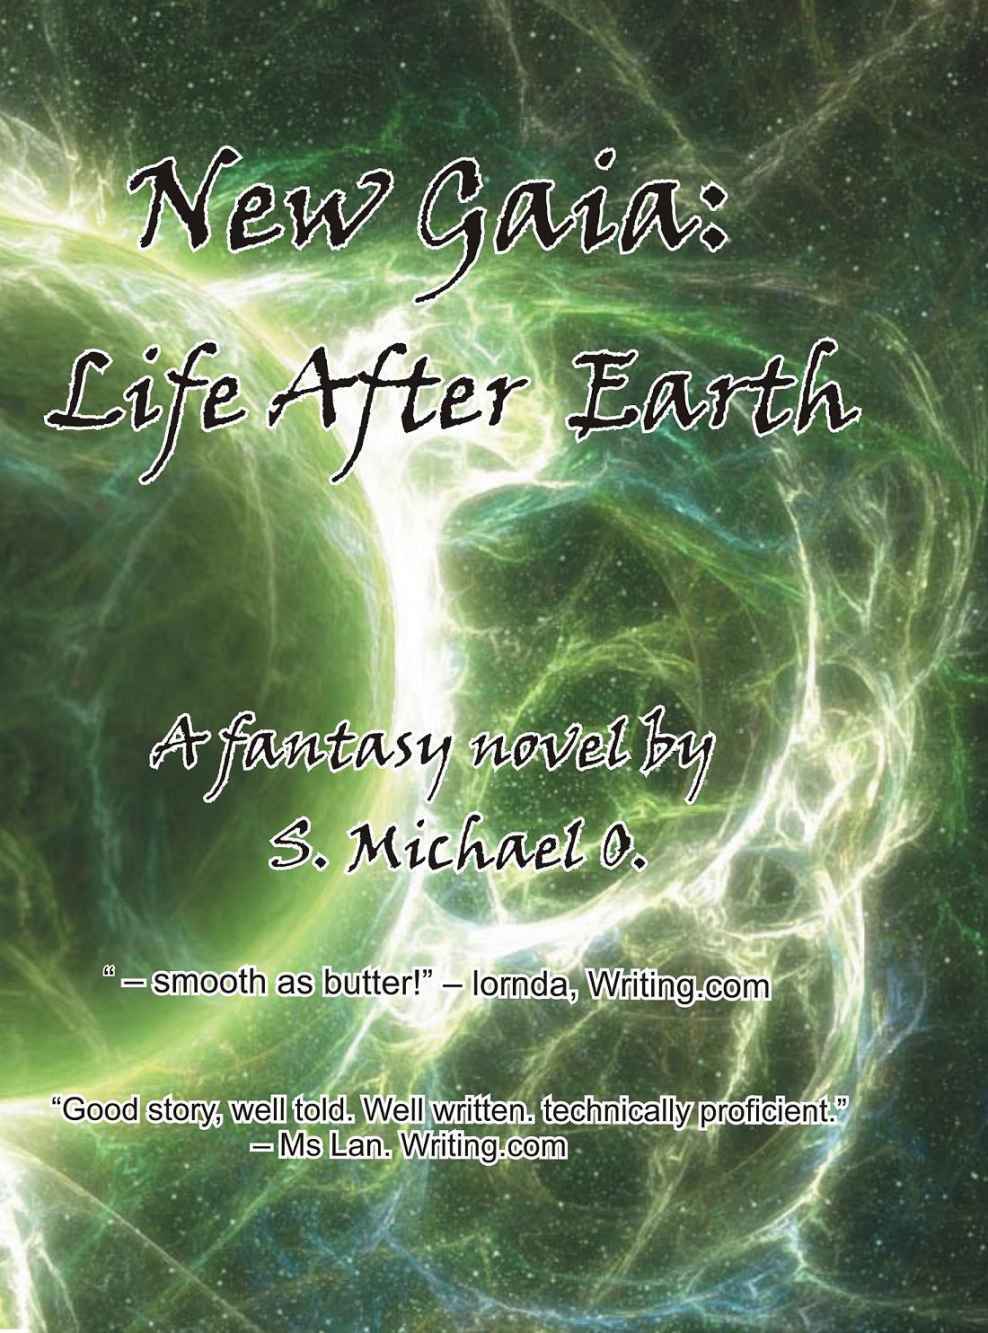 New Gaia:
Life After Earth
A fantasy novel by
S. Michael O.
“ – smooth as butter!” – lornda, Writing.com
“Good story, well told. Well written. technically proficient.”
– Ms Lan. Writing.com